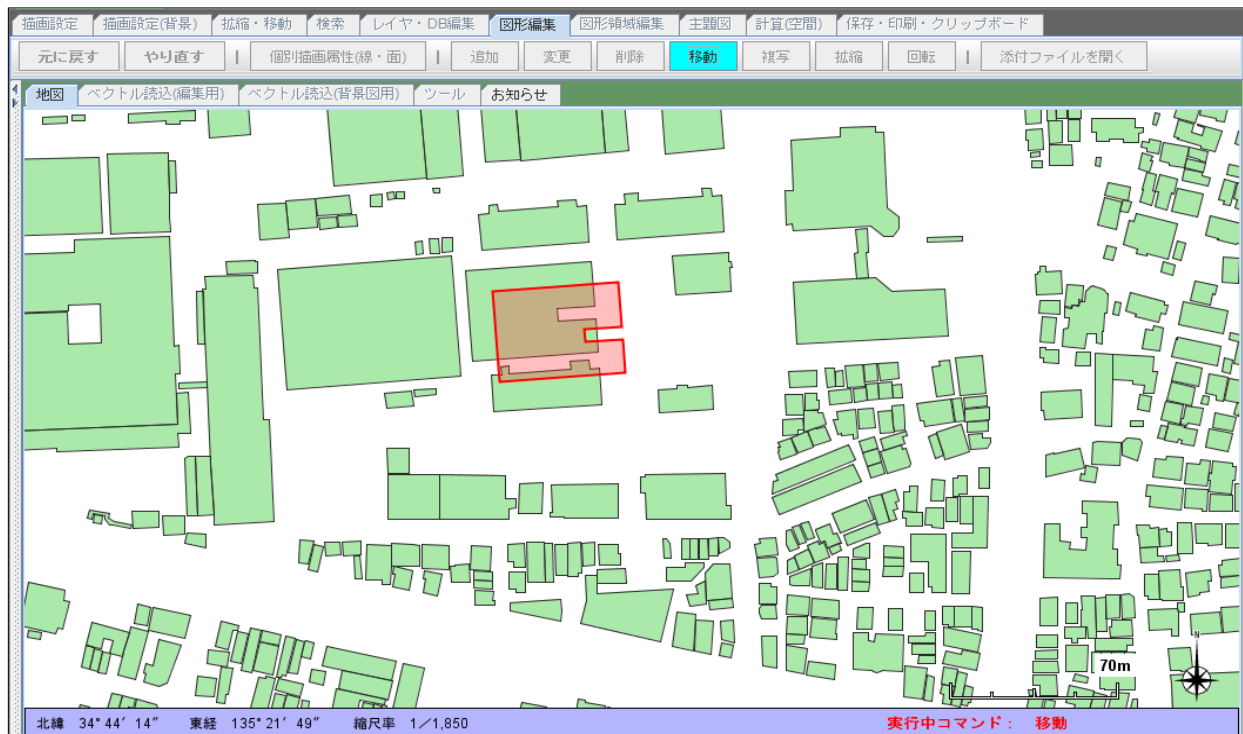 描画設定 描画設定(背景) 拡縮・移動 検索 レイヤ・DB編集 図形編集 図形領域編集 主題図 計算(空間) 保存・印刷・クリップボード
元に戻す やり直す | 個別描画属性(線・面) | 追加 変更 削除 移動 複写 拡縮 回転 | 添付ファイルを開く
地図 ベクトル読込(編集用) ベクトル読込(背景図用) ツール お知らせ
N
70m
北緯 34°44′14″ 東経 135°21′49″ 縮尺率 1/1,850 実行中コマンド： 移動